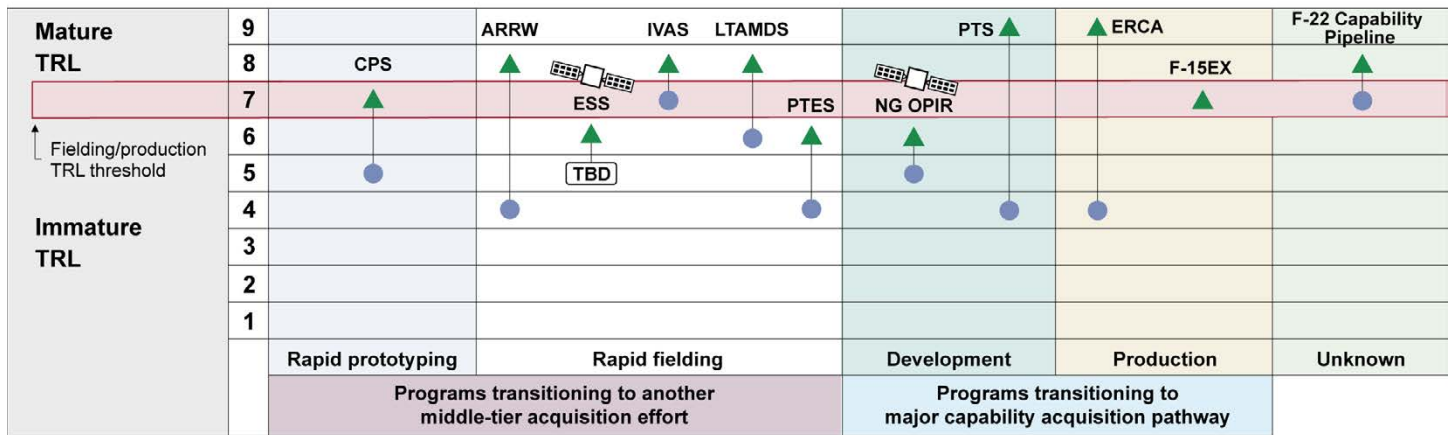 Mature
TRL
Fielding/production
TRL threshold
Immature
TRL
9
8
7
6
5
4
3
2
1
ARRW
IVAS
LTAMDS
PTS
ERCA
F-22 Capability
Pipeline
CPS
F-15EX
ESS
PTES
NG OPIR
TBD
Rapid prototyping
Rapid fielding
Development
Production
Unknown
Programs transitioning to another
middle-tier acquisition effort
Programs transitioning to
major capability acquisition pathway